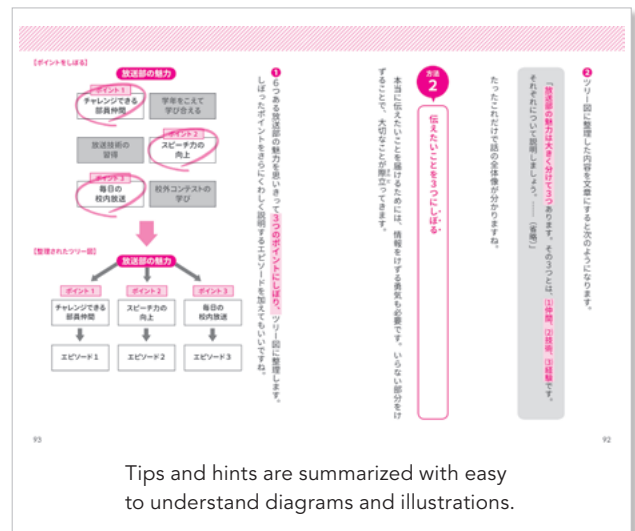 ❷ ツリー図に整理した内容を文章にすると次のようになります。
「放送部の魅力は大きく分けて3つあります。その3つとは、①仲間、②技術、③経験です。
それぞれについて説明しましょう。――（省略）」
たったこれだけで話の全体像が分かりますね。
方法
2
伝えたいことを3つにしぼる
本当に伝えたいことを届けるためには、情報をけずる勇気も必要です。いらない部分をけ
ずることで、大切なことが際立ってきます。
❶ 6つある放送部の魅力を思いきって3つのポイントにしぼり、ツリー図に整理します。
しぼったポイントをさらにくわしく説明するエピソードを加えてもいいですね。
【ポイントをしぼる】
放送部の魅力
ポイント1
チャレンジできる
部員仲間
学年をこえて
学び合える
放送技術の
習得
ポイント2
スピーチ力の
向上
ポイント3
毎日の
校内放送
校外コンテストの
学び
【整理されたツリー図】
放送部の魅力
ポイント1
チャレンジできる
部員仲間
ポイント2
スピーチ力の
向上
ポイント3
毎日の
校内放送
エピソード1
エピソード2
エピソード3
93
92
Tips and hints are summarized with easy
to understand diagrams and illustrations.